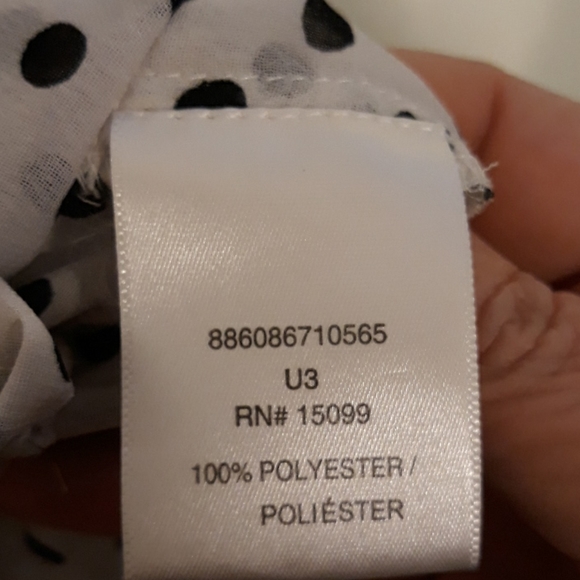 886086710565
U3
RN# 15099
100% POLYESTER /
POLIÉSTER